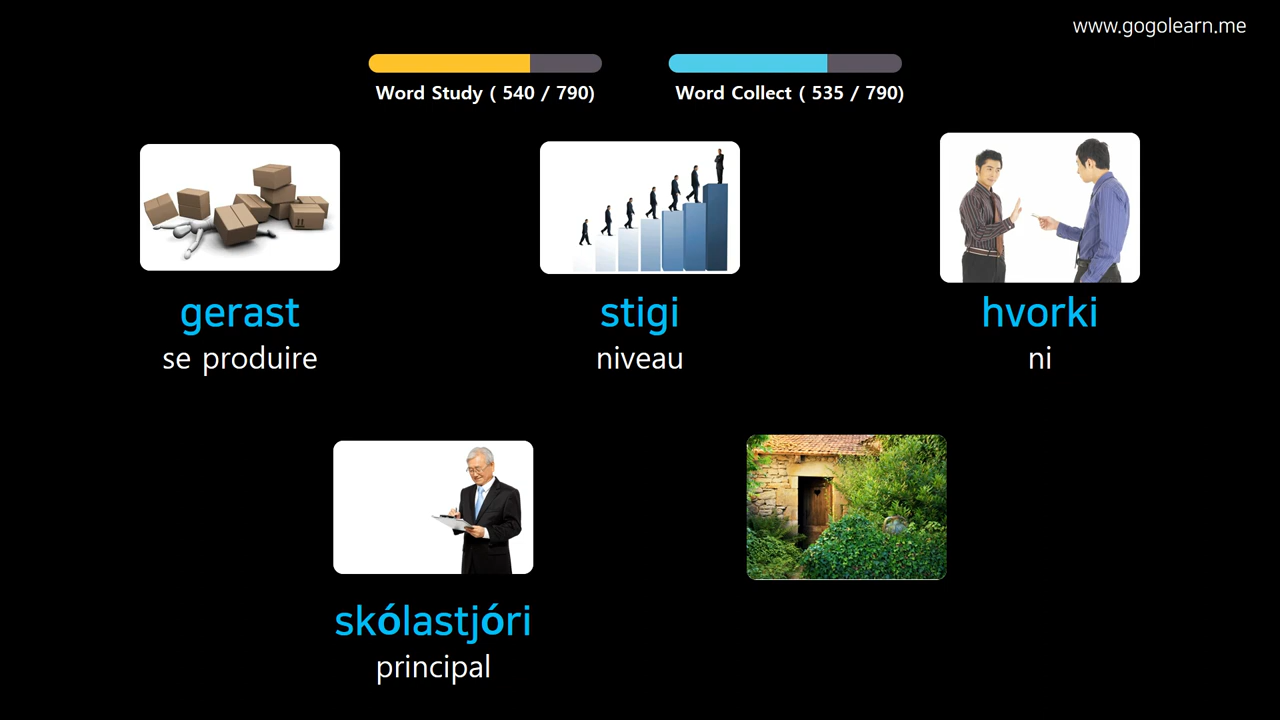 www.gogolearn.me
Word Study ( 540 / 790)
Word Collect ( 535 / 790)
gerast
se produire
stigi
niveau
hvorki
ni
skólastjóri
principal